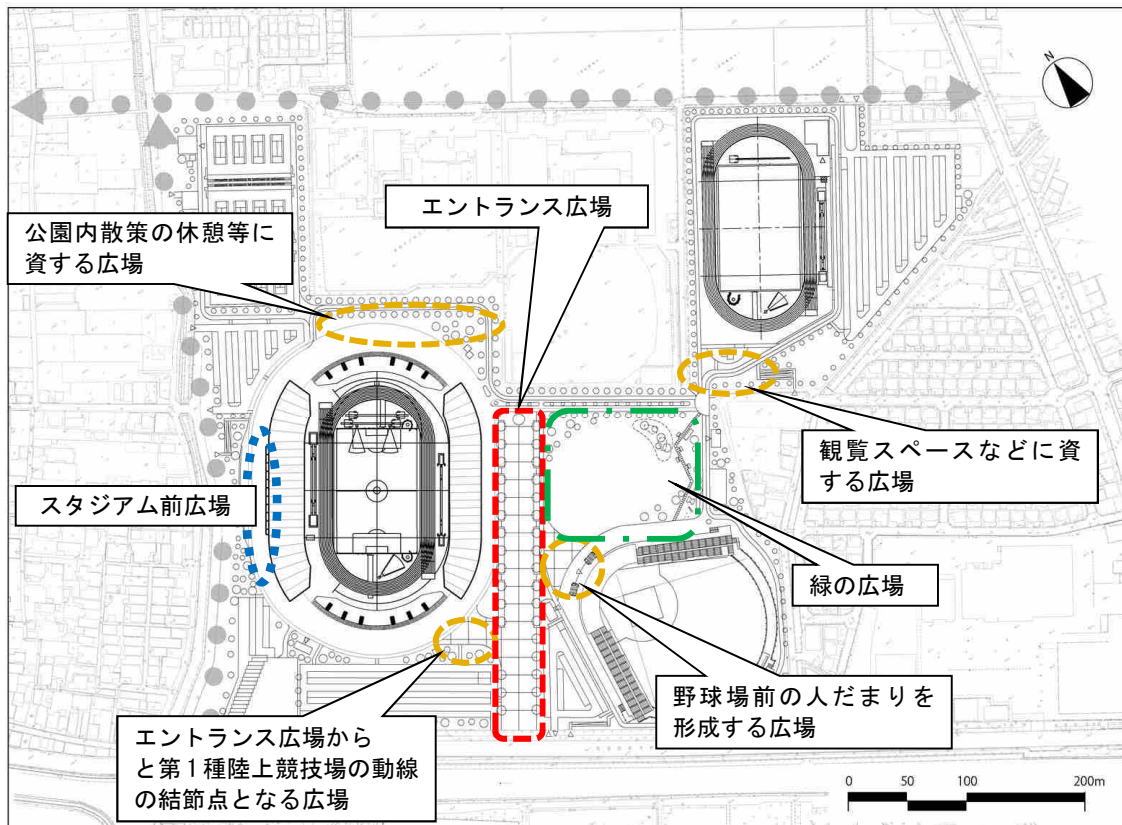 N
エントランス広場
公園内散策の休憩等に
資する広場
観覧スペースなどに資
する広場
スタジアム前広場
緑の広場
野球場前の人だまりを
形成する広場
エントランス広場から
と第1種陸上競技場の動線
の結節点となる広場
0 50 100 200m